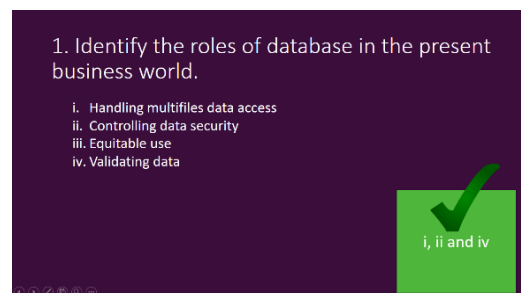 1. Identify the roles of database in the present
business world.
i. Handling multifiles data access
ii. Controlling data security
iii. Equitable use
iv. Validating data
i, ii and iv